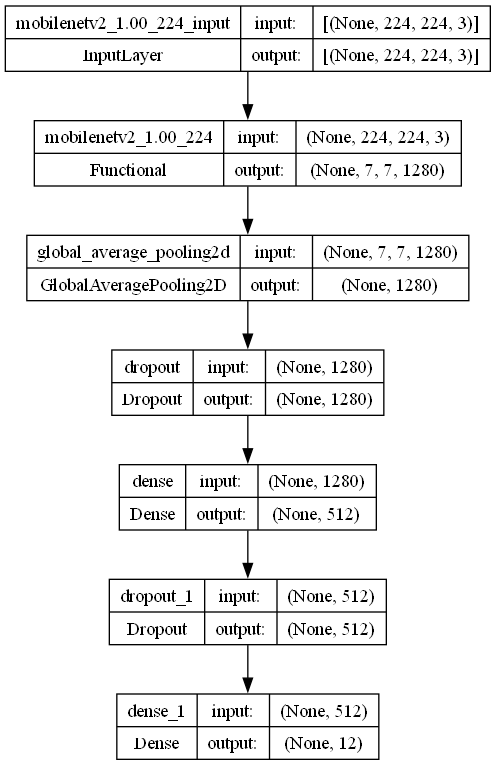 mobilenetv2_1.00_224_input input: [(None, 224, 224, 3)]
InputLayer output: [(None, 224, 224, 3)]
mobilenetv2_1.00_224 input: (None, 224, 224, 3)
Functional output: (None, 7, 7, 1280)
global_average_pooling2d input: (None, 7, 7, 1280)
GlobalAveragePooling2D output: (None, 1280)
dropout input: (None, 1280)
Dropout output: (None, 1280)
dense input: (None, 1280)
Dense output: (None, 512)
dropout_1 input: (None, 512)
Dropout output: (None, 512)
dense_1 input: (None, 512)
Dense output: (None, 12)